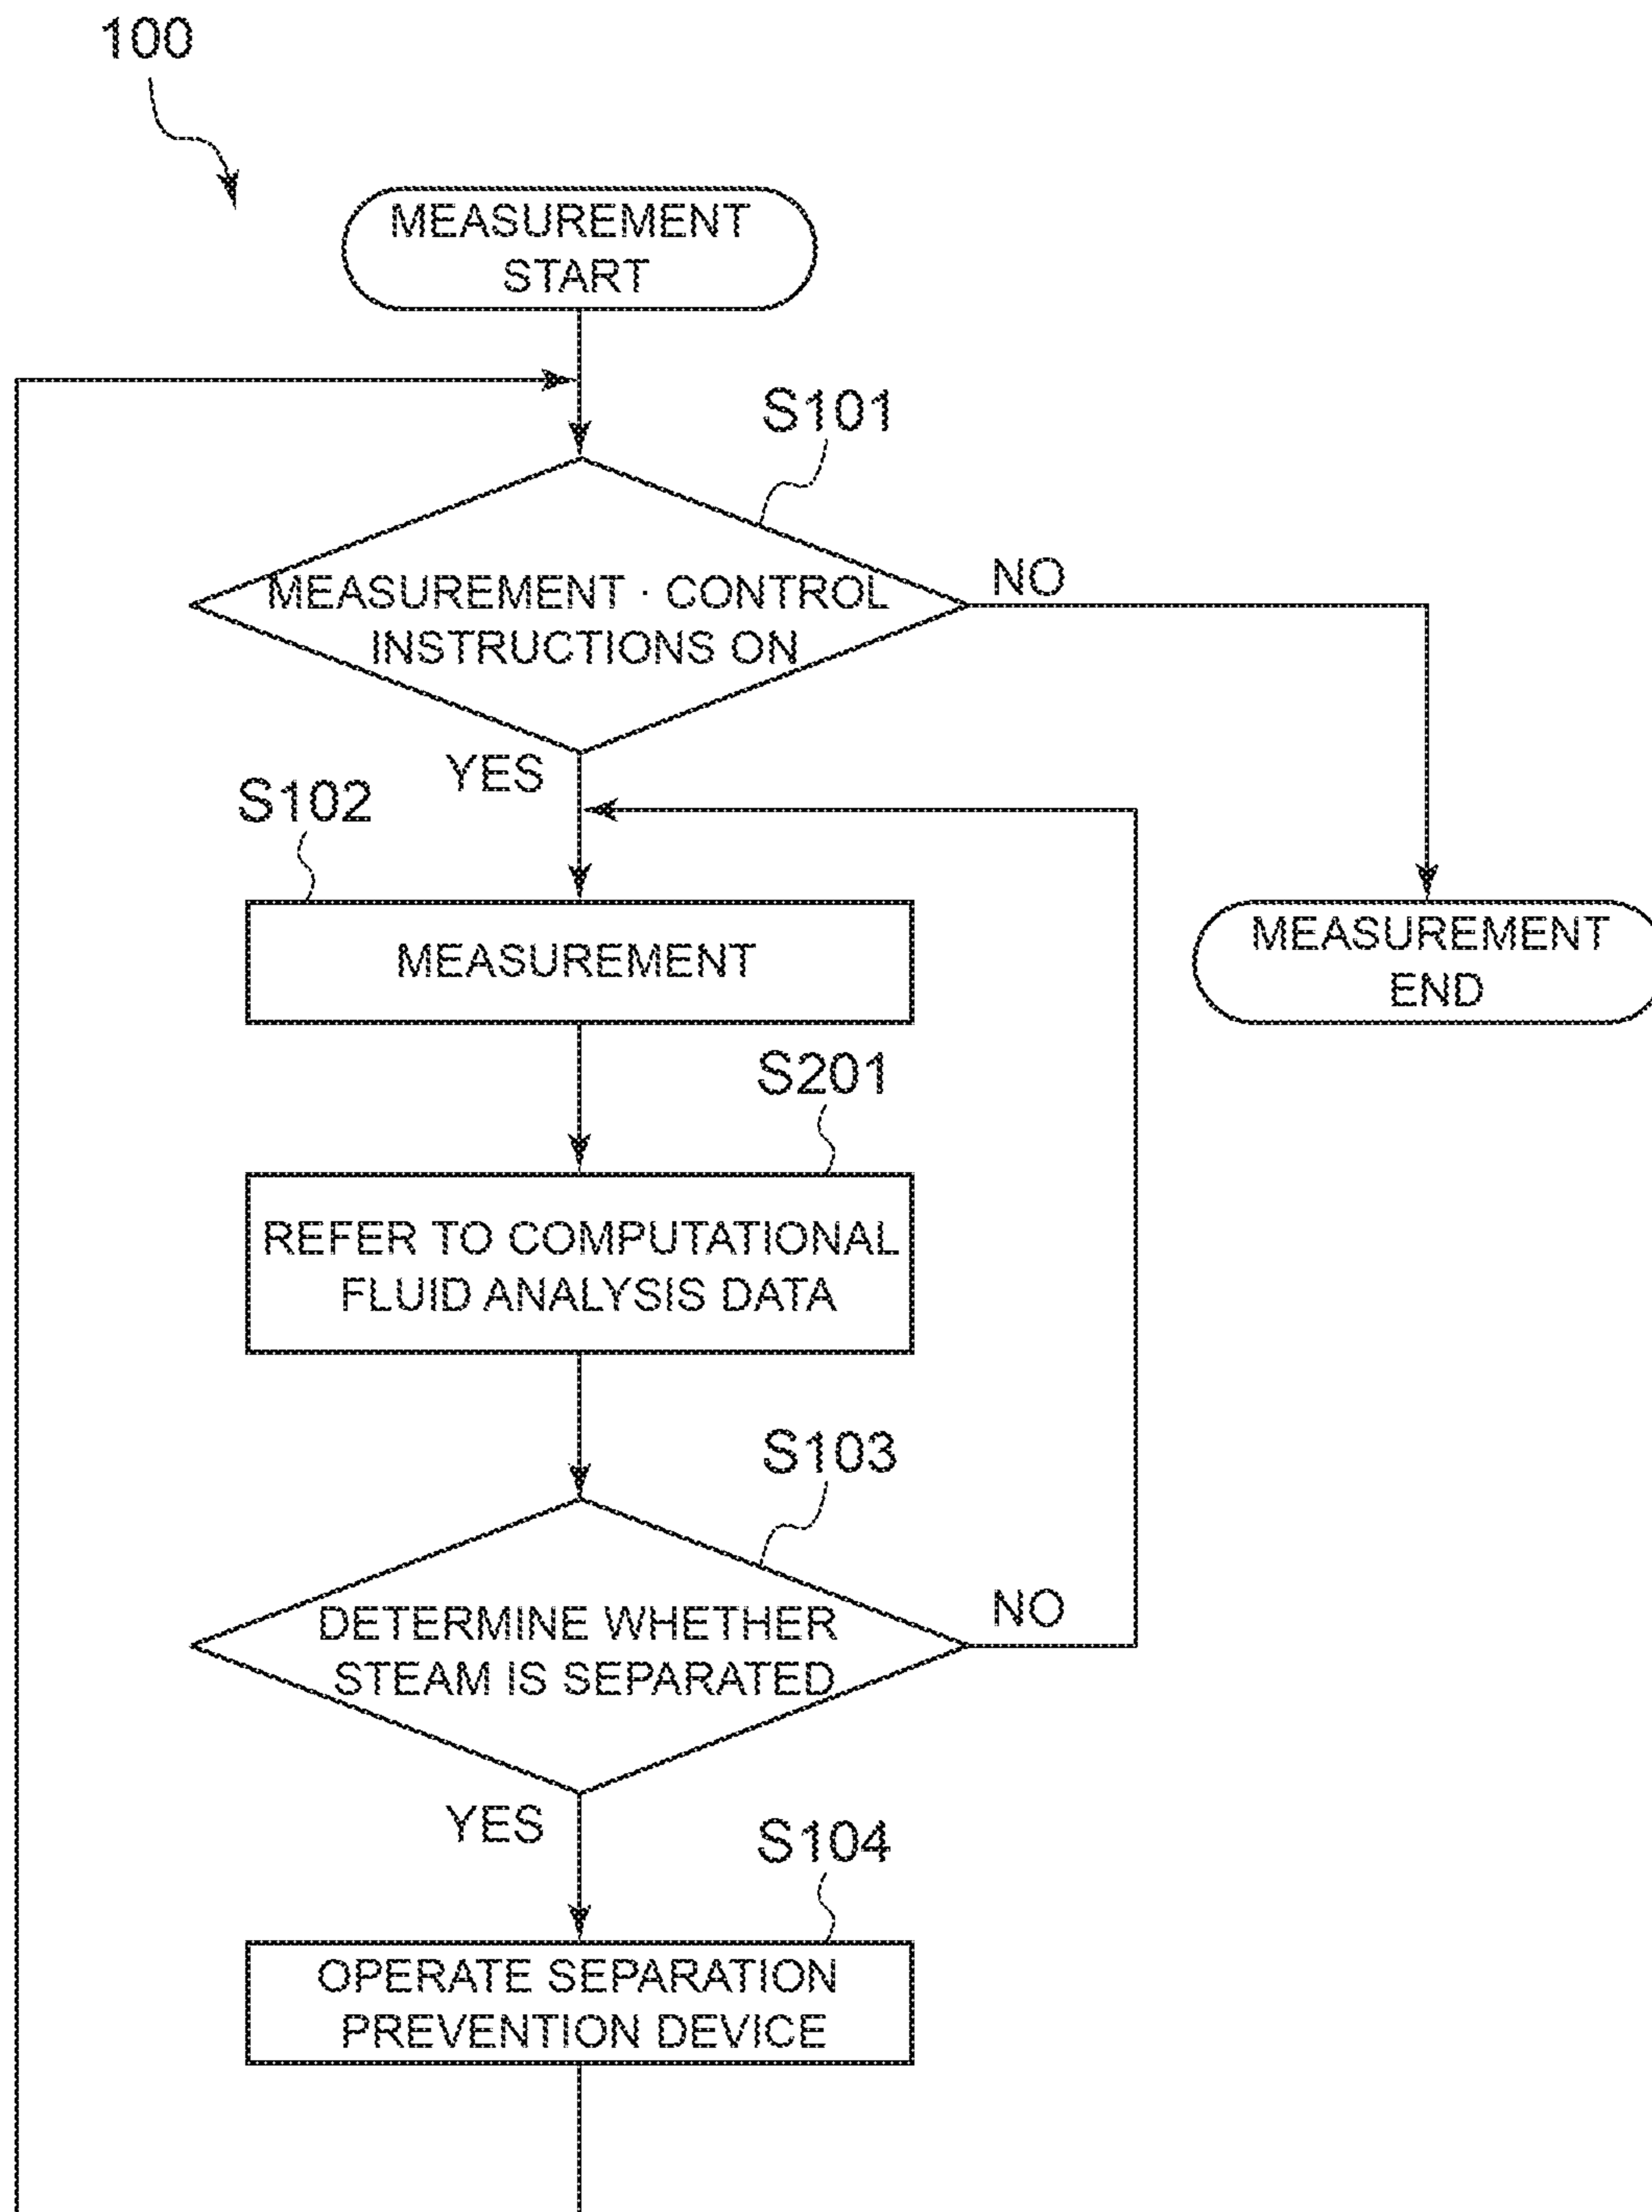 100
MEASUREMENT
START
S101
MEASUREMENT · CONTROL
INSTRUCTIONS ON
NO
YES
S102
MEASUREMENT
MEASUREMENT
END
S201
REFER TO COMPUTATIONAL
FLUID ANALYSIS DATA
S103
DETERMINE WHETHER
STEAM IS SEPARATED
NO
YES
S104
OPERATE SEPARATION
PREVENTION DEVICE